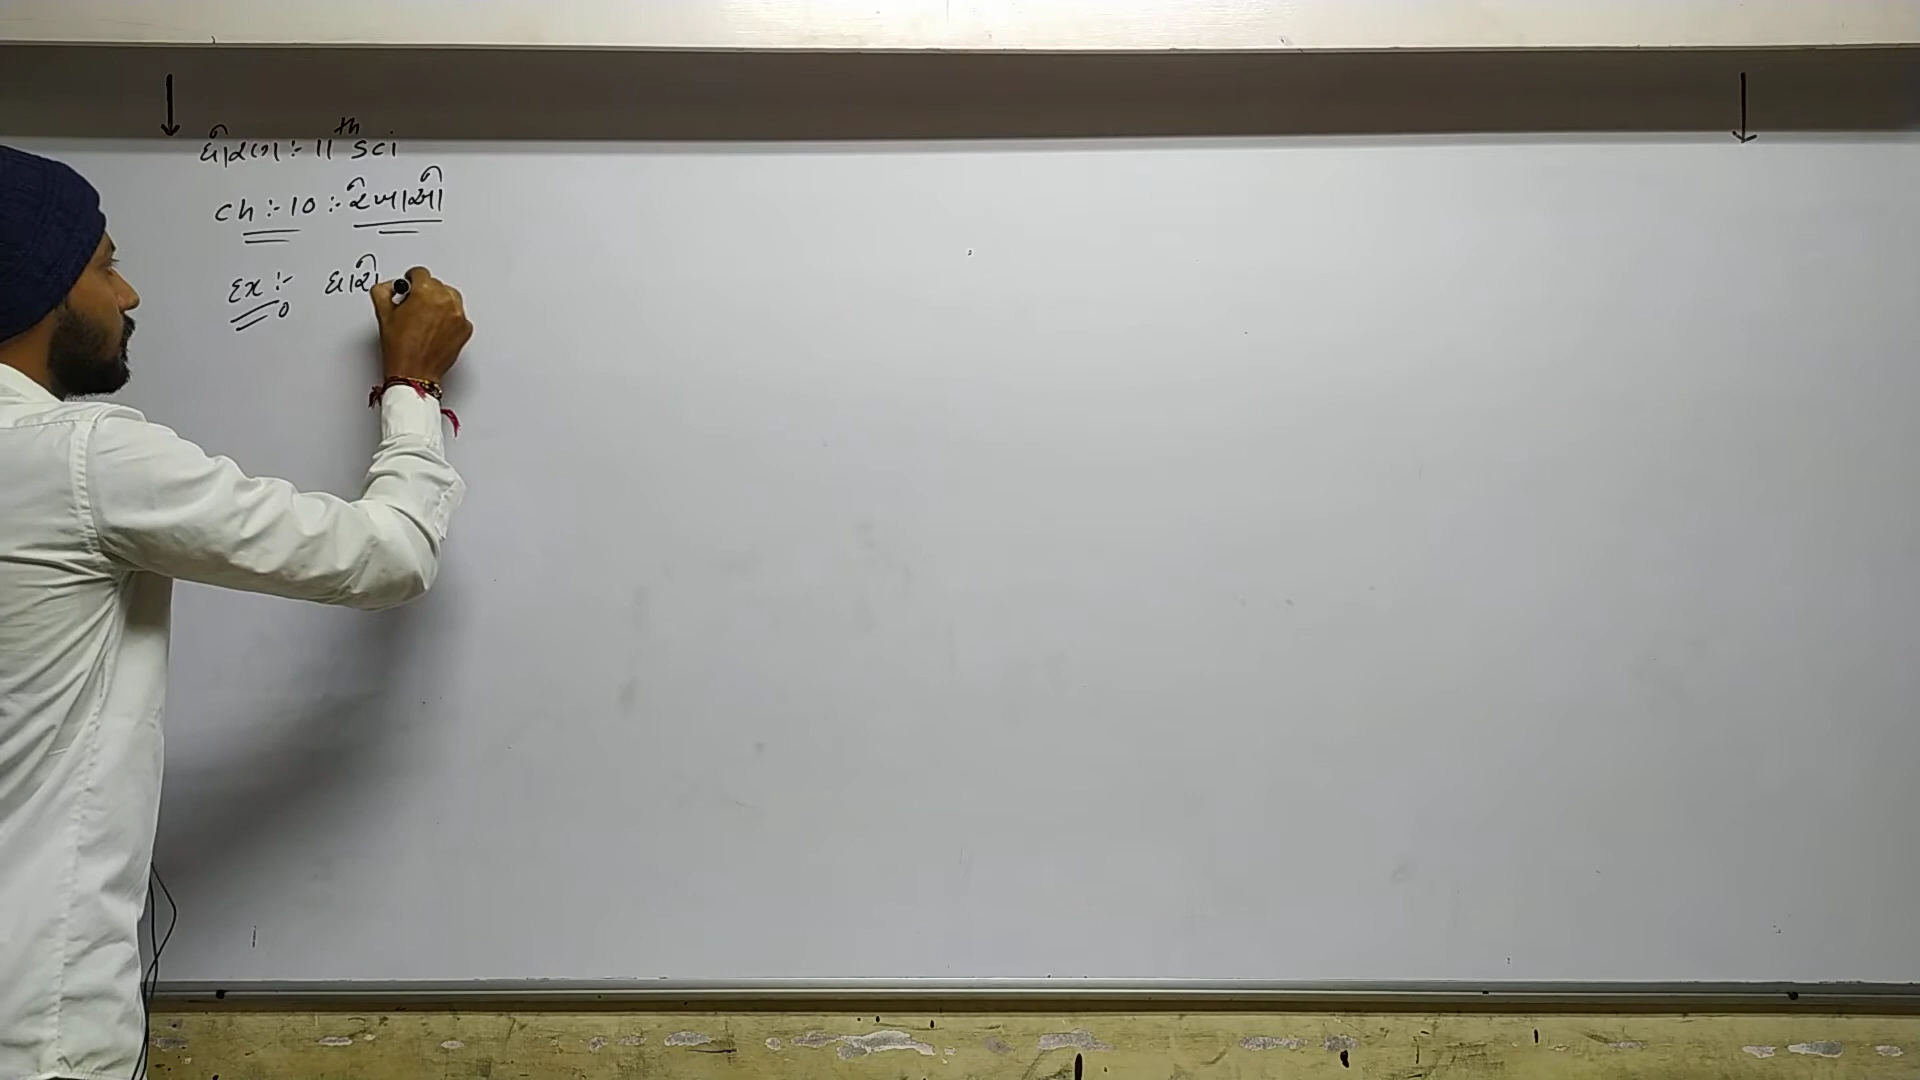 ધોરણ :- 11th sci
ch :- 10 :- રેખાઓ
Ex :- ધારો